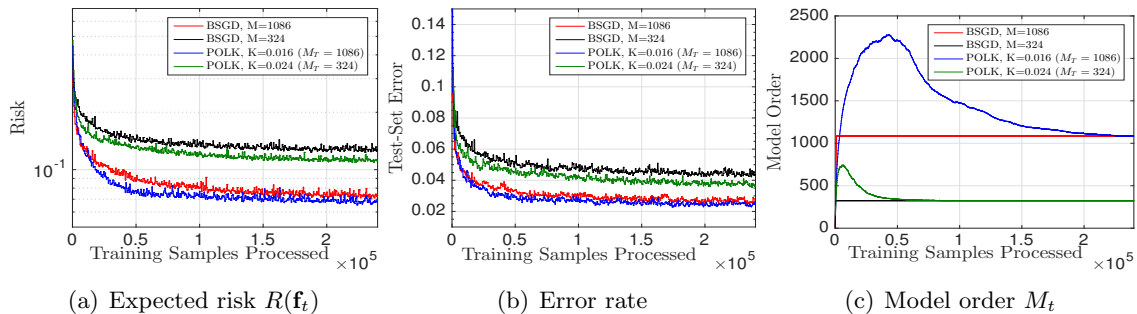 BSGD, M=1086
BSGD, M=324
POLK, K=0.016 (M_T = 1086)
POLK, K=0.024 (M_T = 324)
Risk
10^{-1}
0 0.5 1 1.5 2
Training Samples Processed
×10^5
(a) Expected risk R(f_t)
BSGD, M=1086
BSGD, M=324
POLK, K=0.016 (M_T = 1086)
POLK, K=0.024 (M_T = 324)
Test-Set Error
0.14
0.12
0.1
0.08
0.06
0.04
0.02
0 0.5 1 1.5 2
Training Samples Processed
×10^5
(b) Error rate
BSGD, M=1086
BSGD, M=324
POLK, K=0.016 (M_T = 1086)
POLK, K=0.024 (M_T = 324)
Model Order
2500
2000
1500
1000
500
0
0 0.5 1 1.5 2
Training Samples Processed
×10^5
(c) Model order M_t